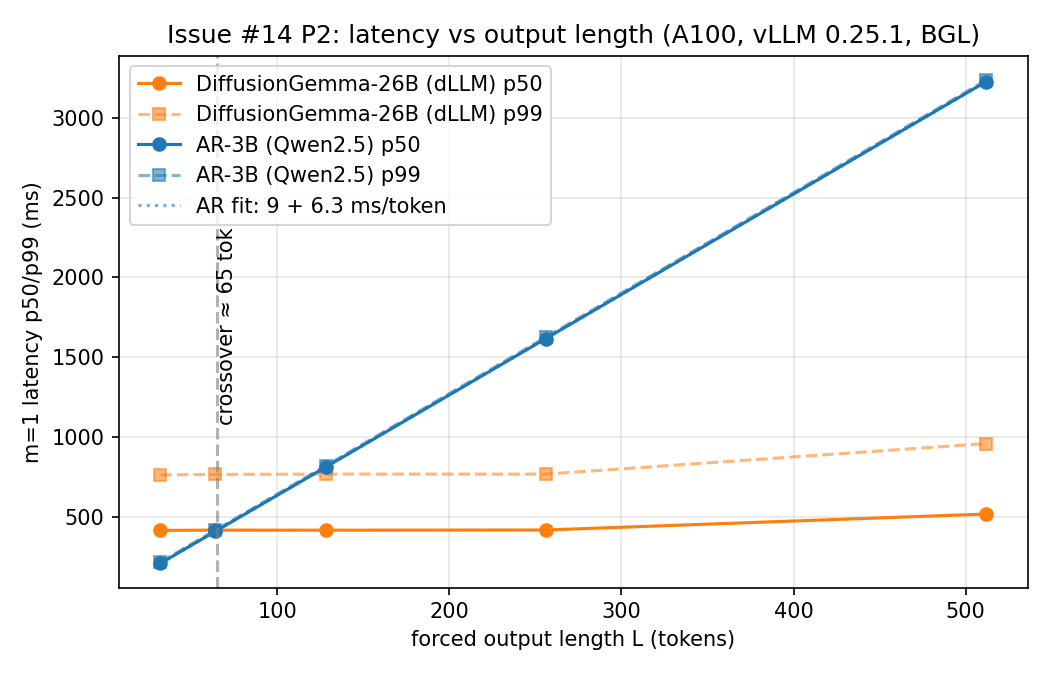 Issue #14 P2: latency vs output length (A100, vLLM 0.25.1, BGL)
DiffusionGemma-26B (dLLM) p50
DiffusionGemma-26B (dLLM) p99
AR-3B (Qwen2.5) p50
AR-3B (Qwen2.5) p99
AR fit: 9 + 6.3 ms/token
crossover ≈ 65 tok
m=1 latency p50/p99 (ms)
3000
2500
2000
1500
1000
500
100
200
300
400
500
forced output length L (tokens)